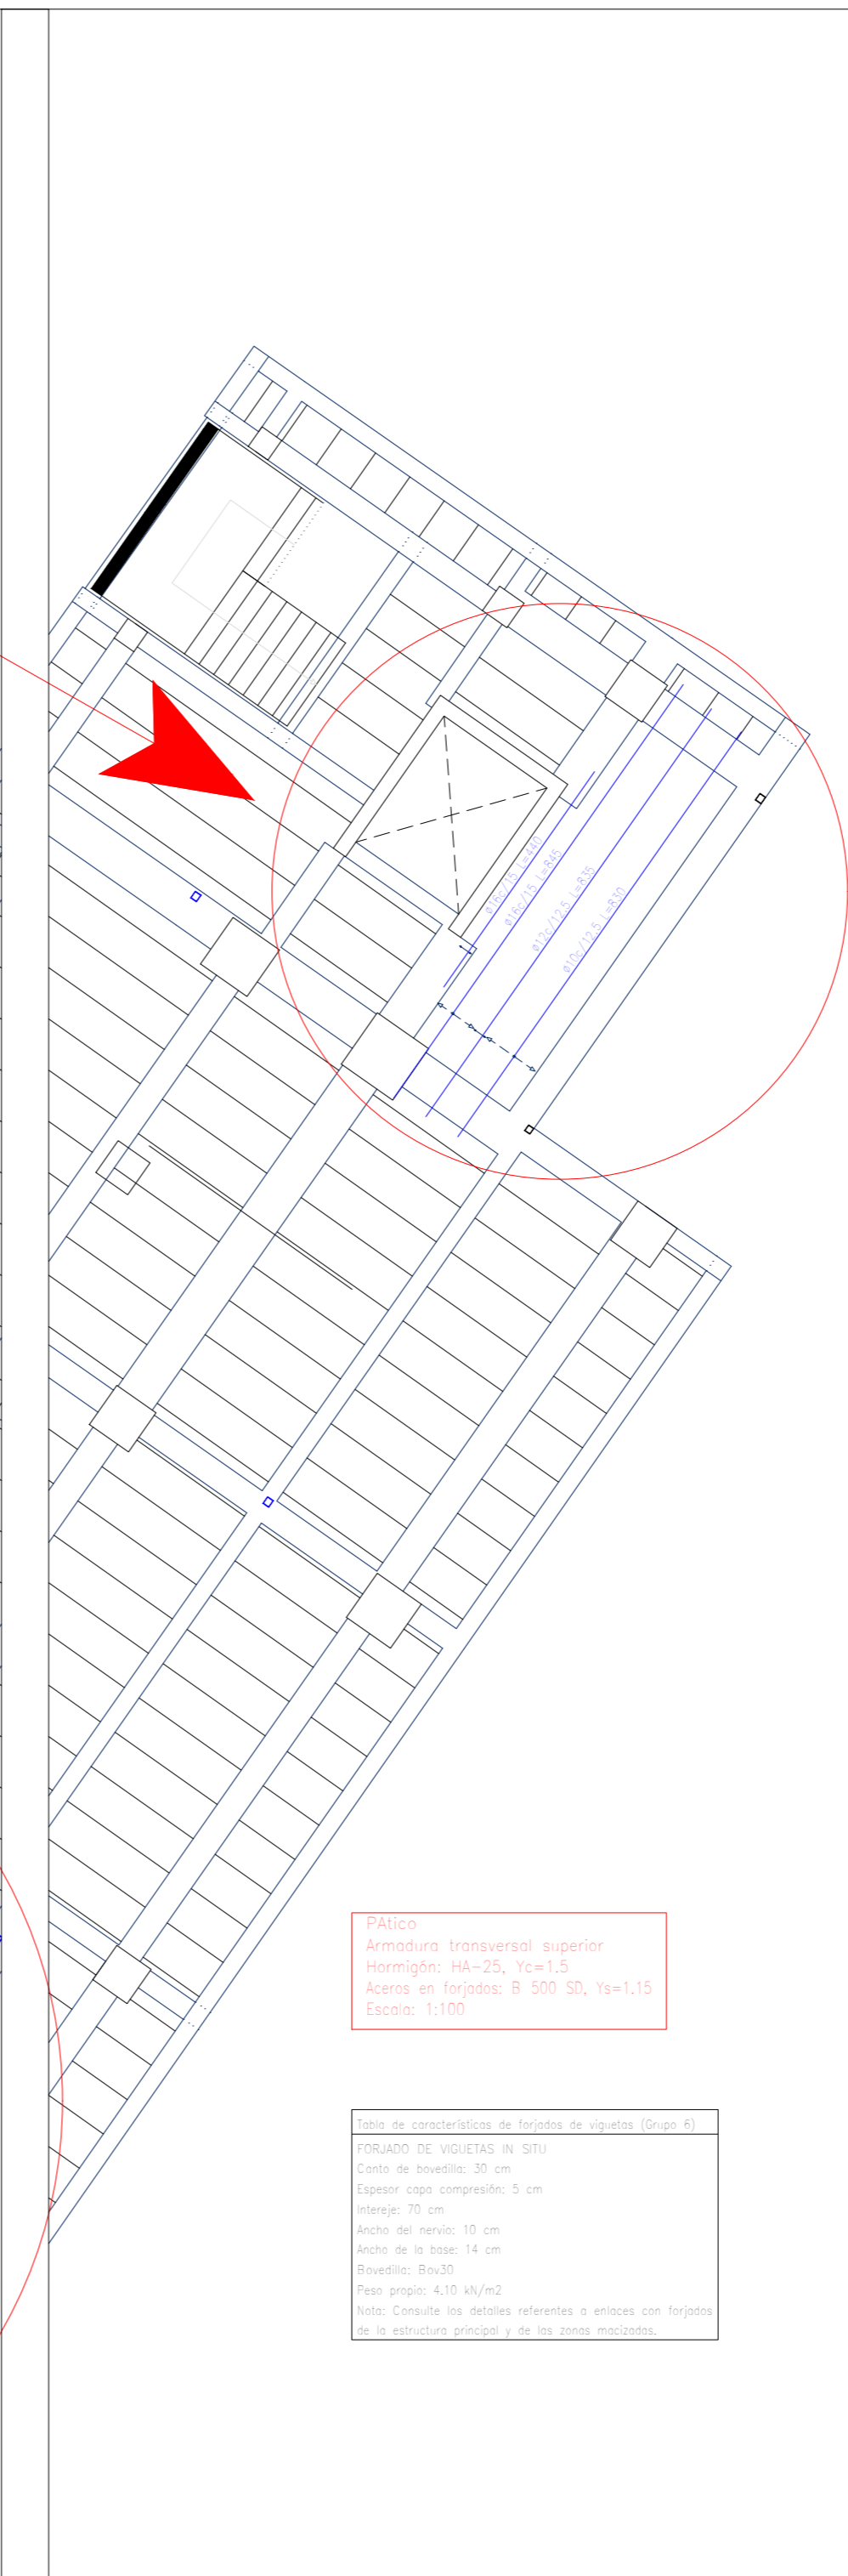 ø16c/15 L=440
ø16c/15 L=845
ø12c/12.5 L=835
ø10c/12.5 L=830
PAtico
Armadura transversal superior
Hormigón: HA-25, Yc=1.5
Aceros en forjados: B 500 SD, Ys=1.15
Escala: 1:100
Tabla de características de forjados de viguetas (Grupo 6)
FORJADO DE VIGUETAS IN SITU
Canto de bovedilla: 30 cm
Espesor capa compresión: 5 cm
Intereje: 70 cm
Ancho del nervio: 10 cm
Ancho de la base: 14 cm
Bovedilla: Bov30
Peso propio: 4.10 kN/m2
Nota: Consulte los detalles referentes a enlaces con forjados
de la estructura principal y de las zonas macizadas.